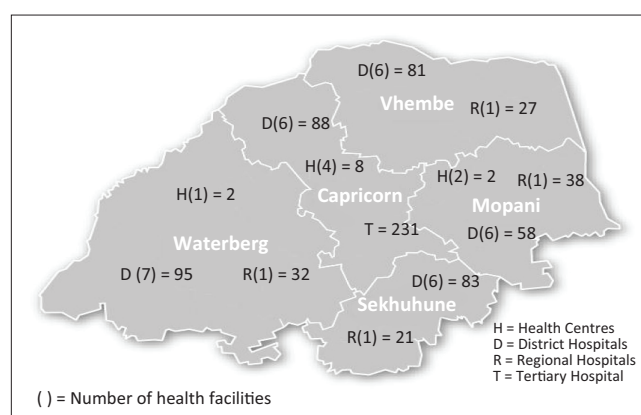 D(6) = 81
Vhembe
R(1) = 27
D(6) = 88
H(4) = 8
Capricorn
T = 231
H(2) = 2
R(1) = 38
Mopani
D(6) = 58
H(1) = 2
Waterberg
D (7) = 95
R(1) = 32
D(6) = 83
Sekhuhune
R(1) = 21
H = Health Centres
D = District Hospitals
R = Regional Hospitals
T = Tertiary Hospital
( ) = Number of health facilities